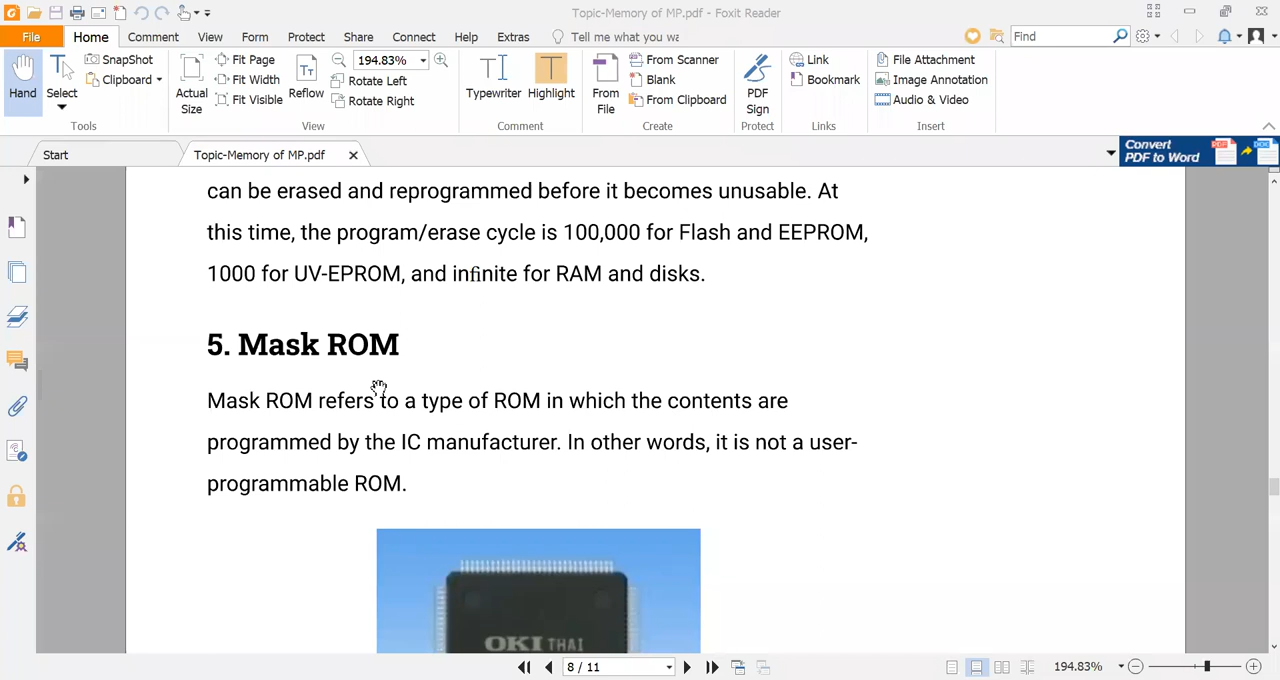 Topic-Memory of MP.pdf - Foxit Reader
File Home Comment View Form Protect Share Connect Help Extras Tell me what you wa Find
Hand
Select
SnapShot
Clipboard
Tools
Actual
Size
Fit Page
Fit Width
Fit Visible
Reflow
194.83%
Rotate Left
Rotate Right
View
Typewriter
Highlight
Comment
From
File
From Scanner
Blank
From Clipboard
Create
PDF
Sign
Protect
Link
Bookmark
Links
File Attachment
Image Annotation
Audio & Video
Insert
Start
Topic-Memory of MP.pdf
Convert
PDF to Word
PDF
DOC
can be erased and reprogrammed before it becomes unusable. At
this time, the program/erase cycle is 100,000 for Flash and EEPROM,
1000 for UV-EPROM, and infinite for RAM and disks.
5. Mask ROM
Mask ROM refers to a type of ROM in which the contents are
programmed by the IC manufacturer. In other words, it is not a user-
programmable ROM.
OKI THAI
8 / 11
194.83%